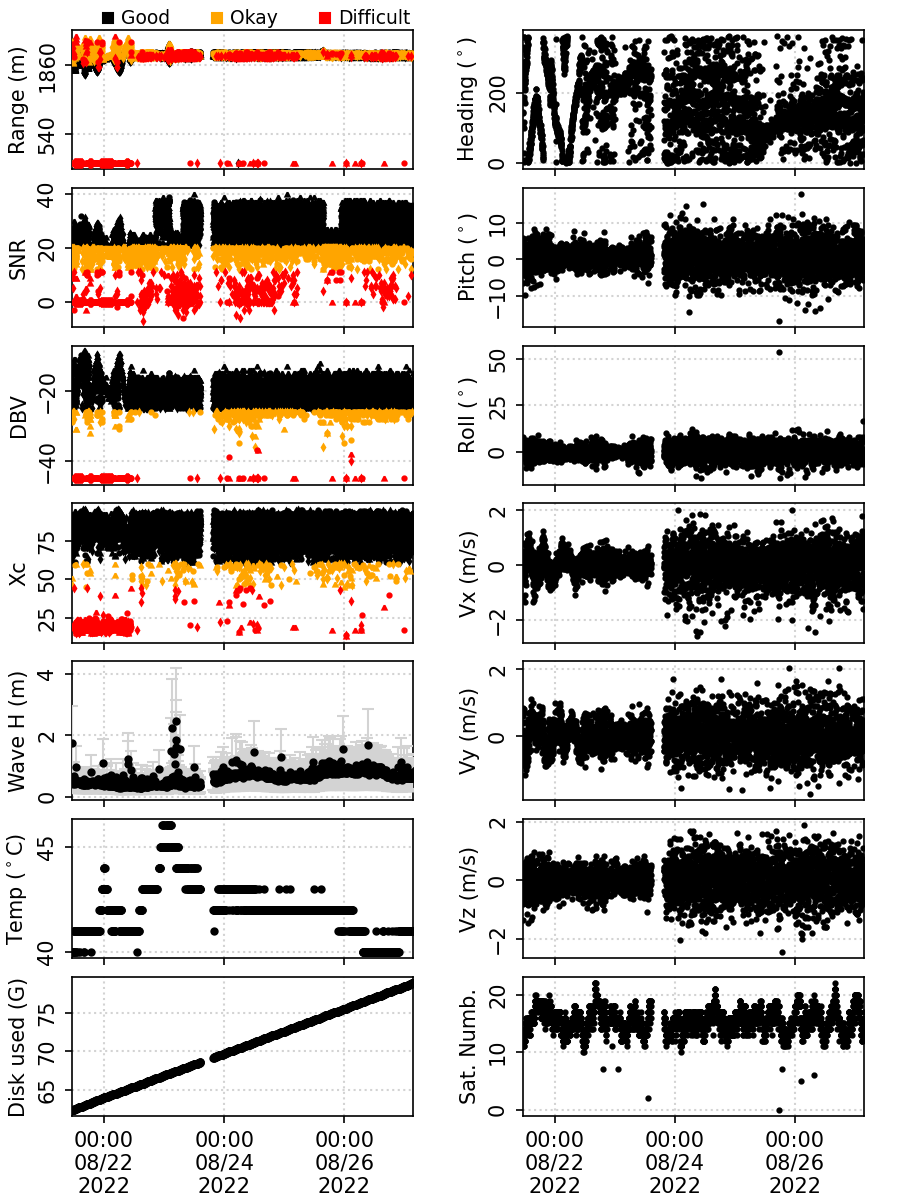 Good Okay Difficult
Range (m)
1860
540
Heading (°)
200
0
SNR
40
20
0
Pitch (°)
10
0
−10
DBV
−20
−40
Roll (°)
50
25
0
Xc
75
50
25
Vx (m/s)
2
0
−2
Wave H (m)
4
2
0
Vy (m/s)
2
0
Temp (°C)
45
40
Vz (m/s)
2
0
−2
Disk used (G)
75
70
65
Sat. Numb.
20
10
0
00:00 00:00 00:00
08/22 08/24 08/26
2022 2022 2022
00:00 00:00 00:00
08/22 08/24 08/26
2022 2022 2022